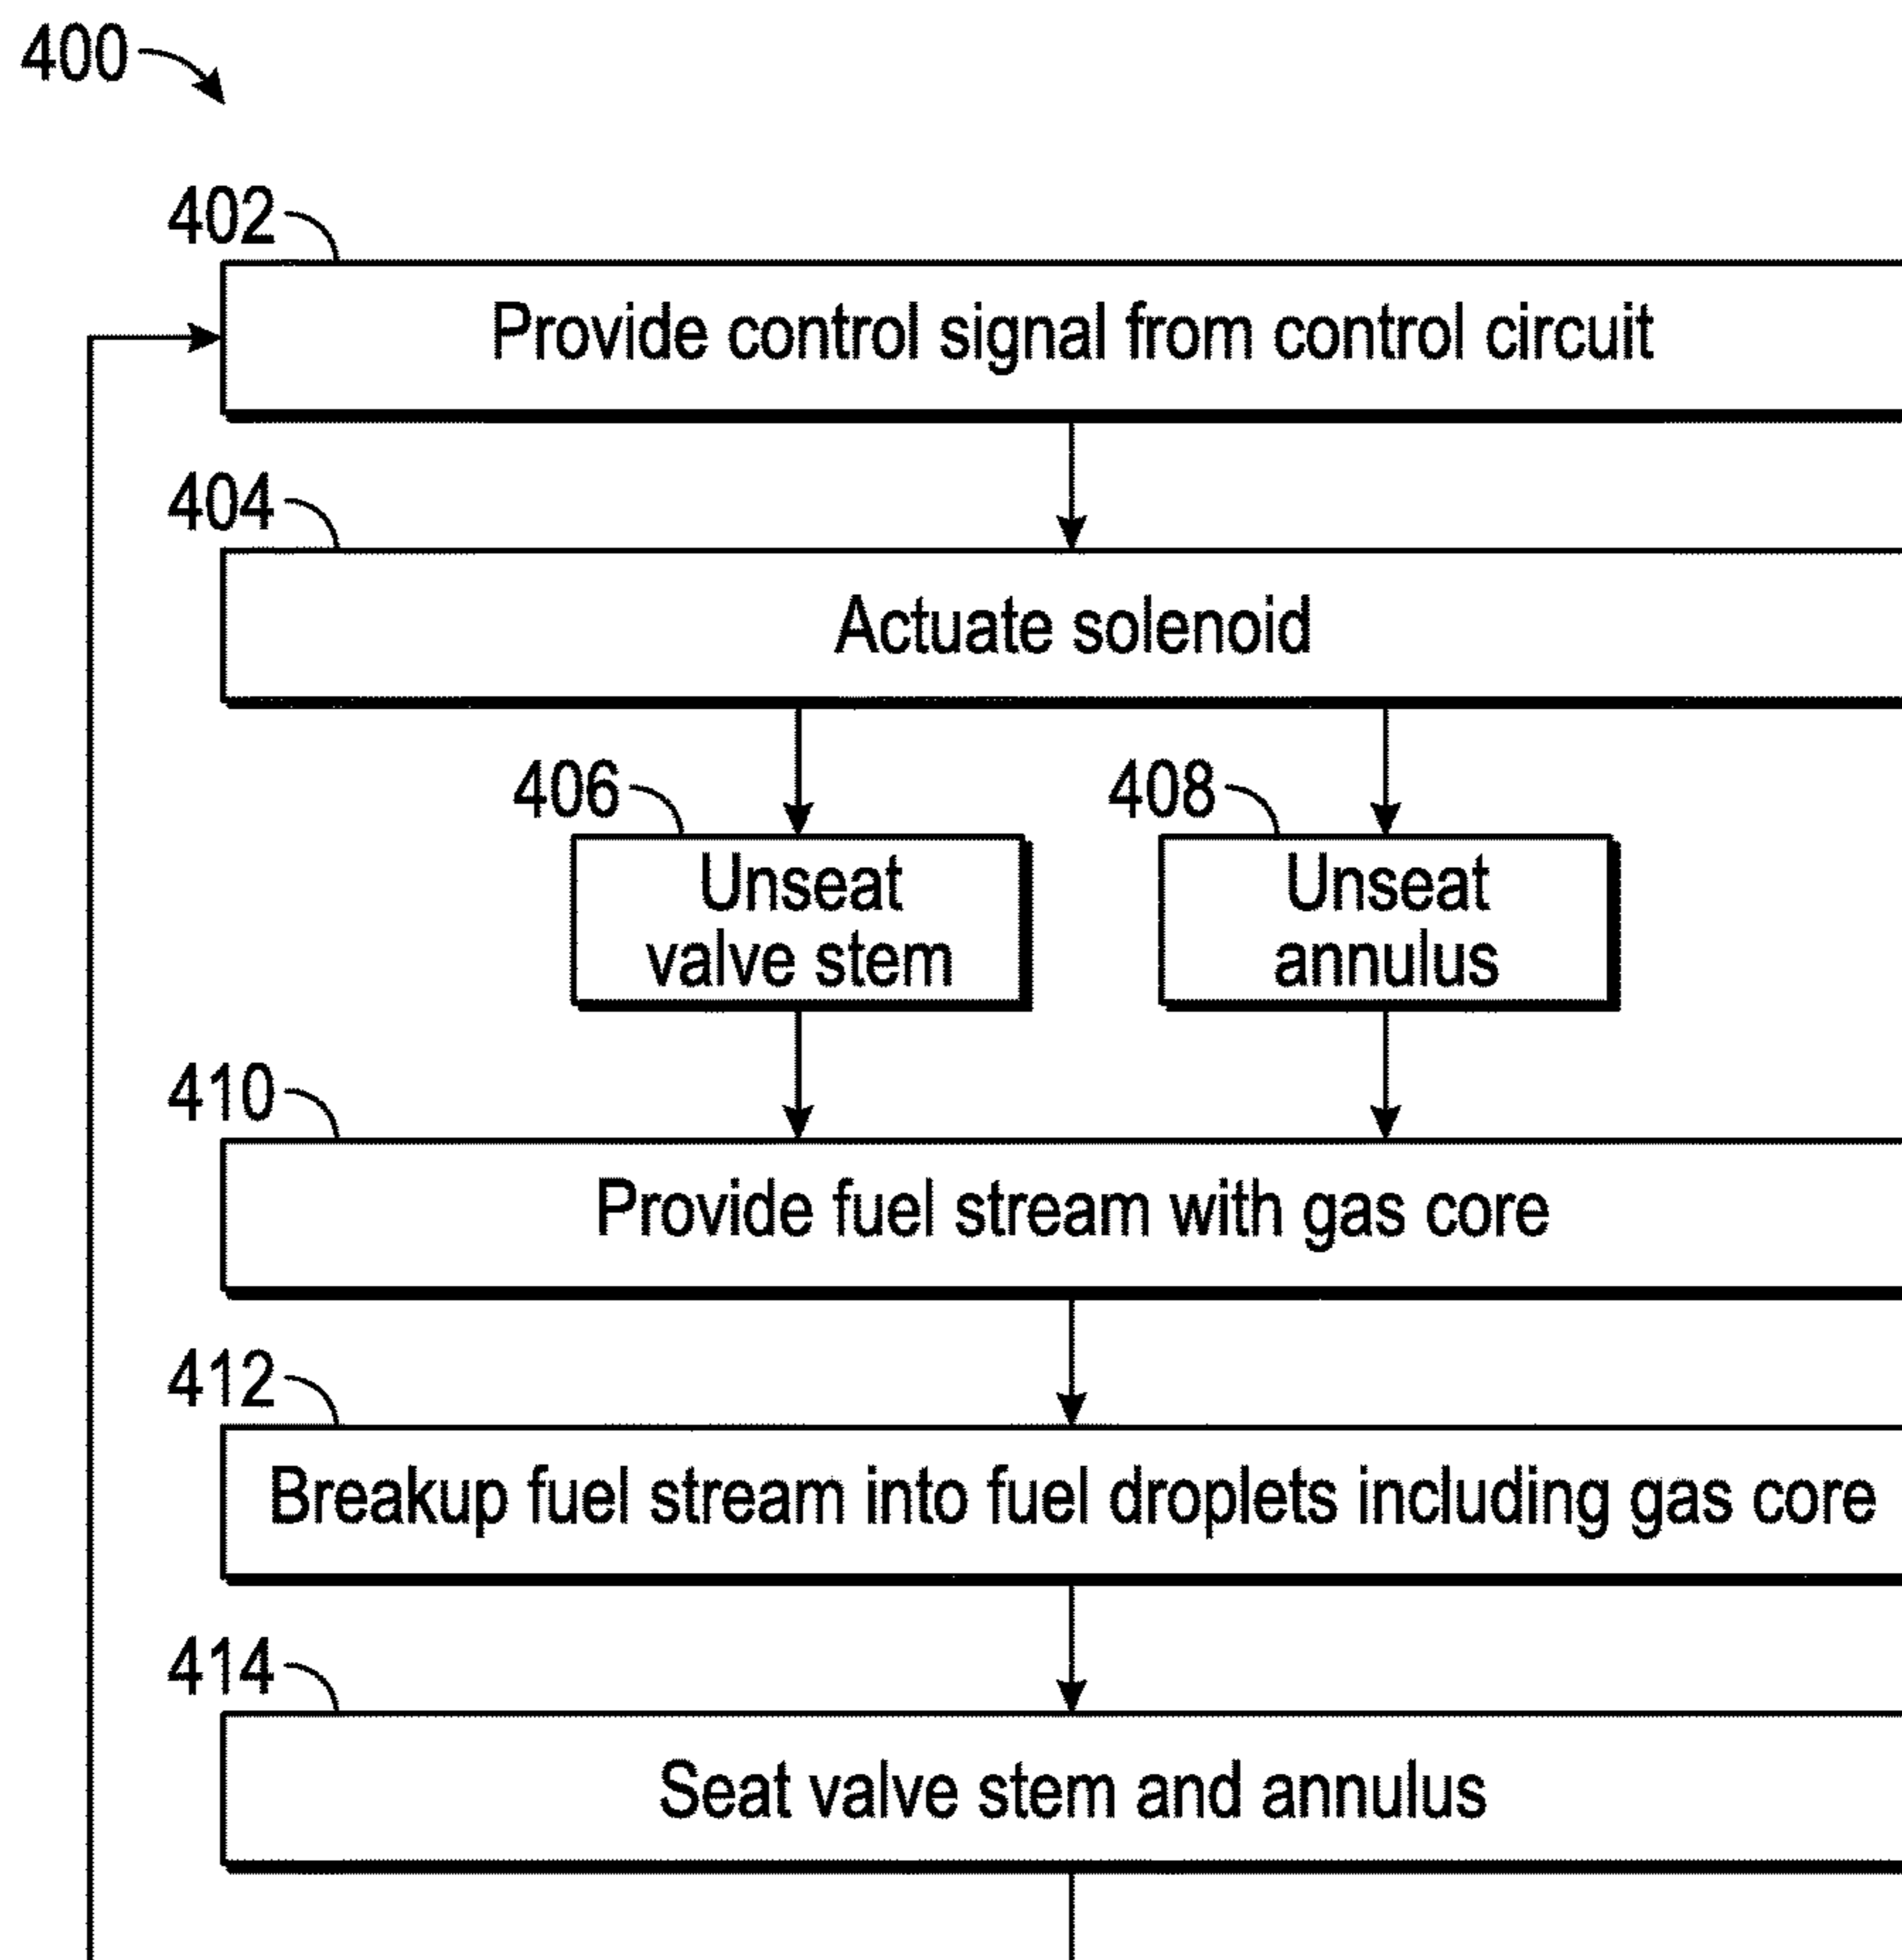 400
402
Provide control signal from control circuit
404
Actuate solenoid
406
Unseat
valve stem
408
Unseat
annulus
410
Provide fuel stream with gas core
412
Breakup fuel stream into fuel droplets including gas core
414
Seat valve stem and annulus